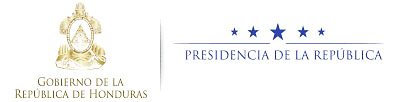 GOBIERNO DE LA
REPÚBLICA DE HONDURAS
PRESIDENCIA DE LA REPÚBLICA